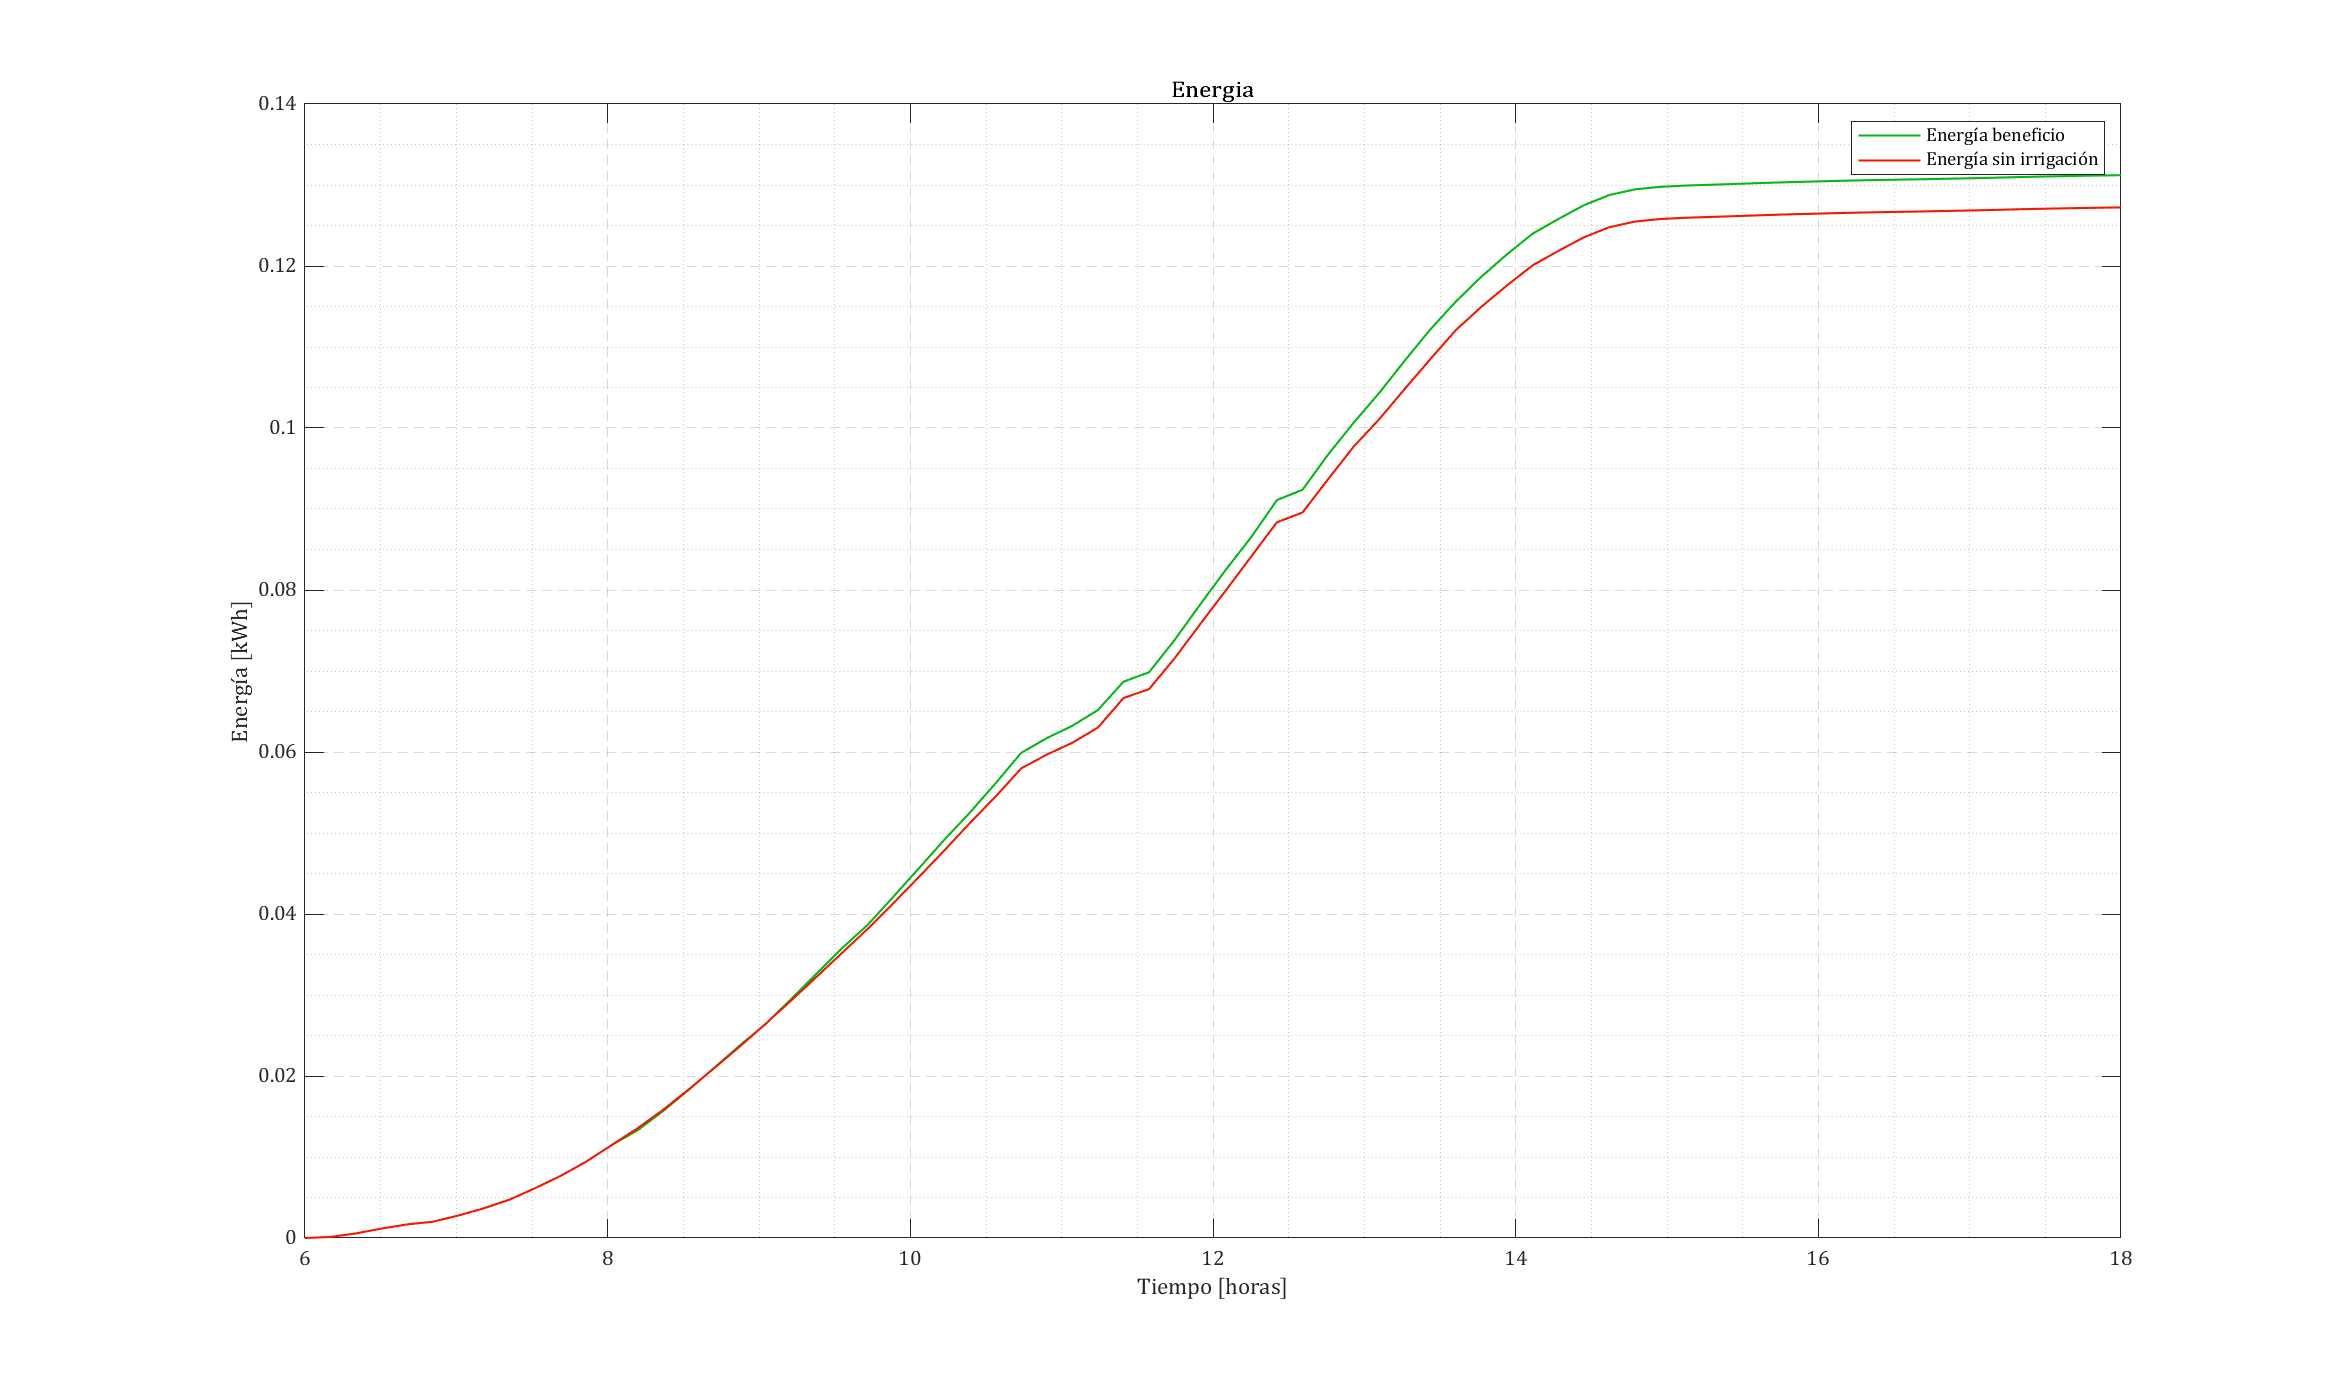 Energia
0.14
Energía beneficio
Energía sin irrigación
0.12
0.1
0.08
Energía [kWh]
0.06
0.04
0.02
0
6 8 10 12 14 16 18
Tiempo [horas]